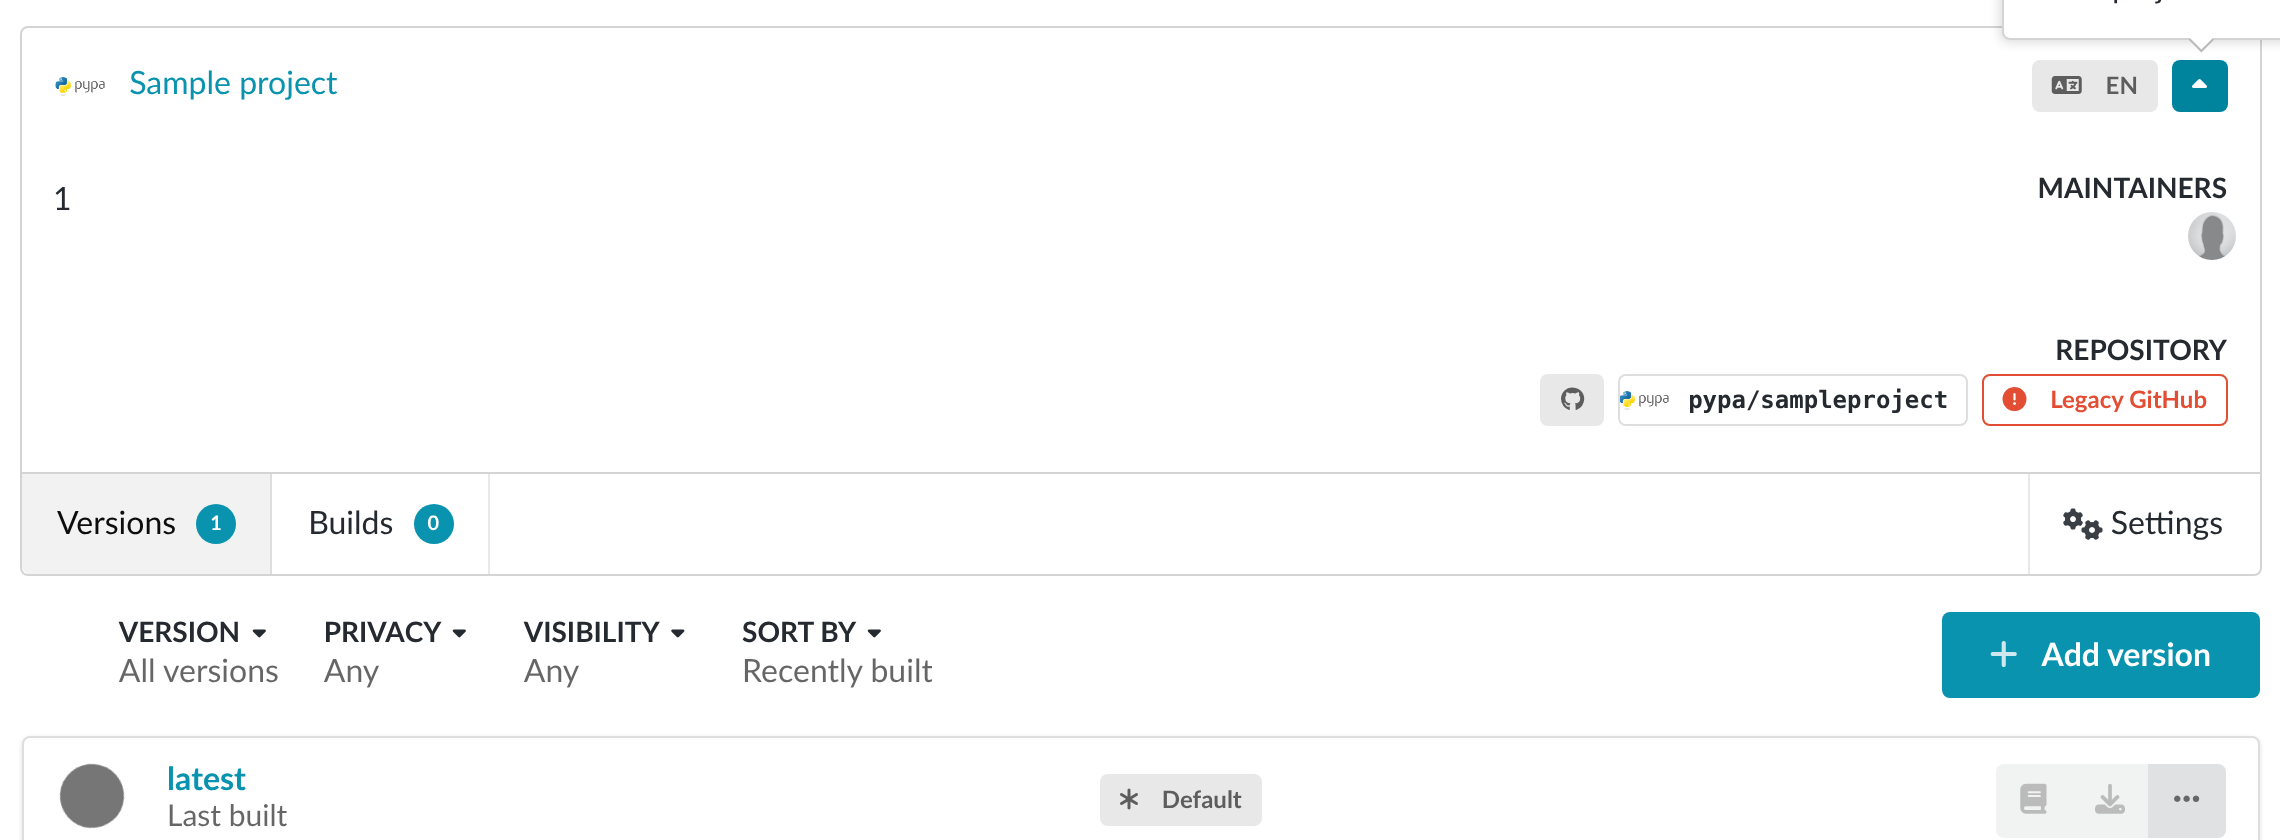 pypa Sample project
EN
1
MAINTAINERS
REPOSITORY
pypa pypa/sampleproject Legacy GitHub
Versions 1 Builds 0 Settings
VERSION PRIVACY VISIBILITY SORT BY
All versions Any Any Recently built
Add version
latest
Last built
Default